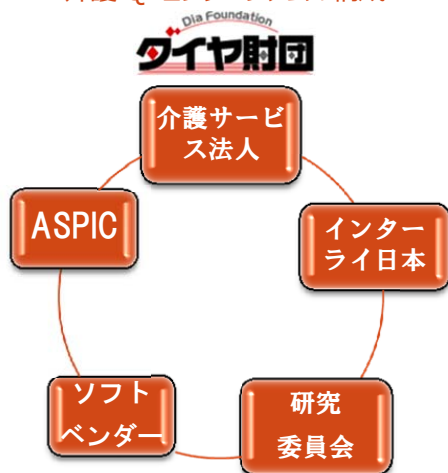 Dia Foundation
ダイヤ財団
介護サービ
ス法人
ASPIC
インター
ライ日本
ソフト
ベンダー
研究
委員会